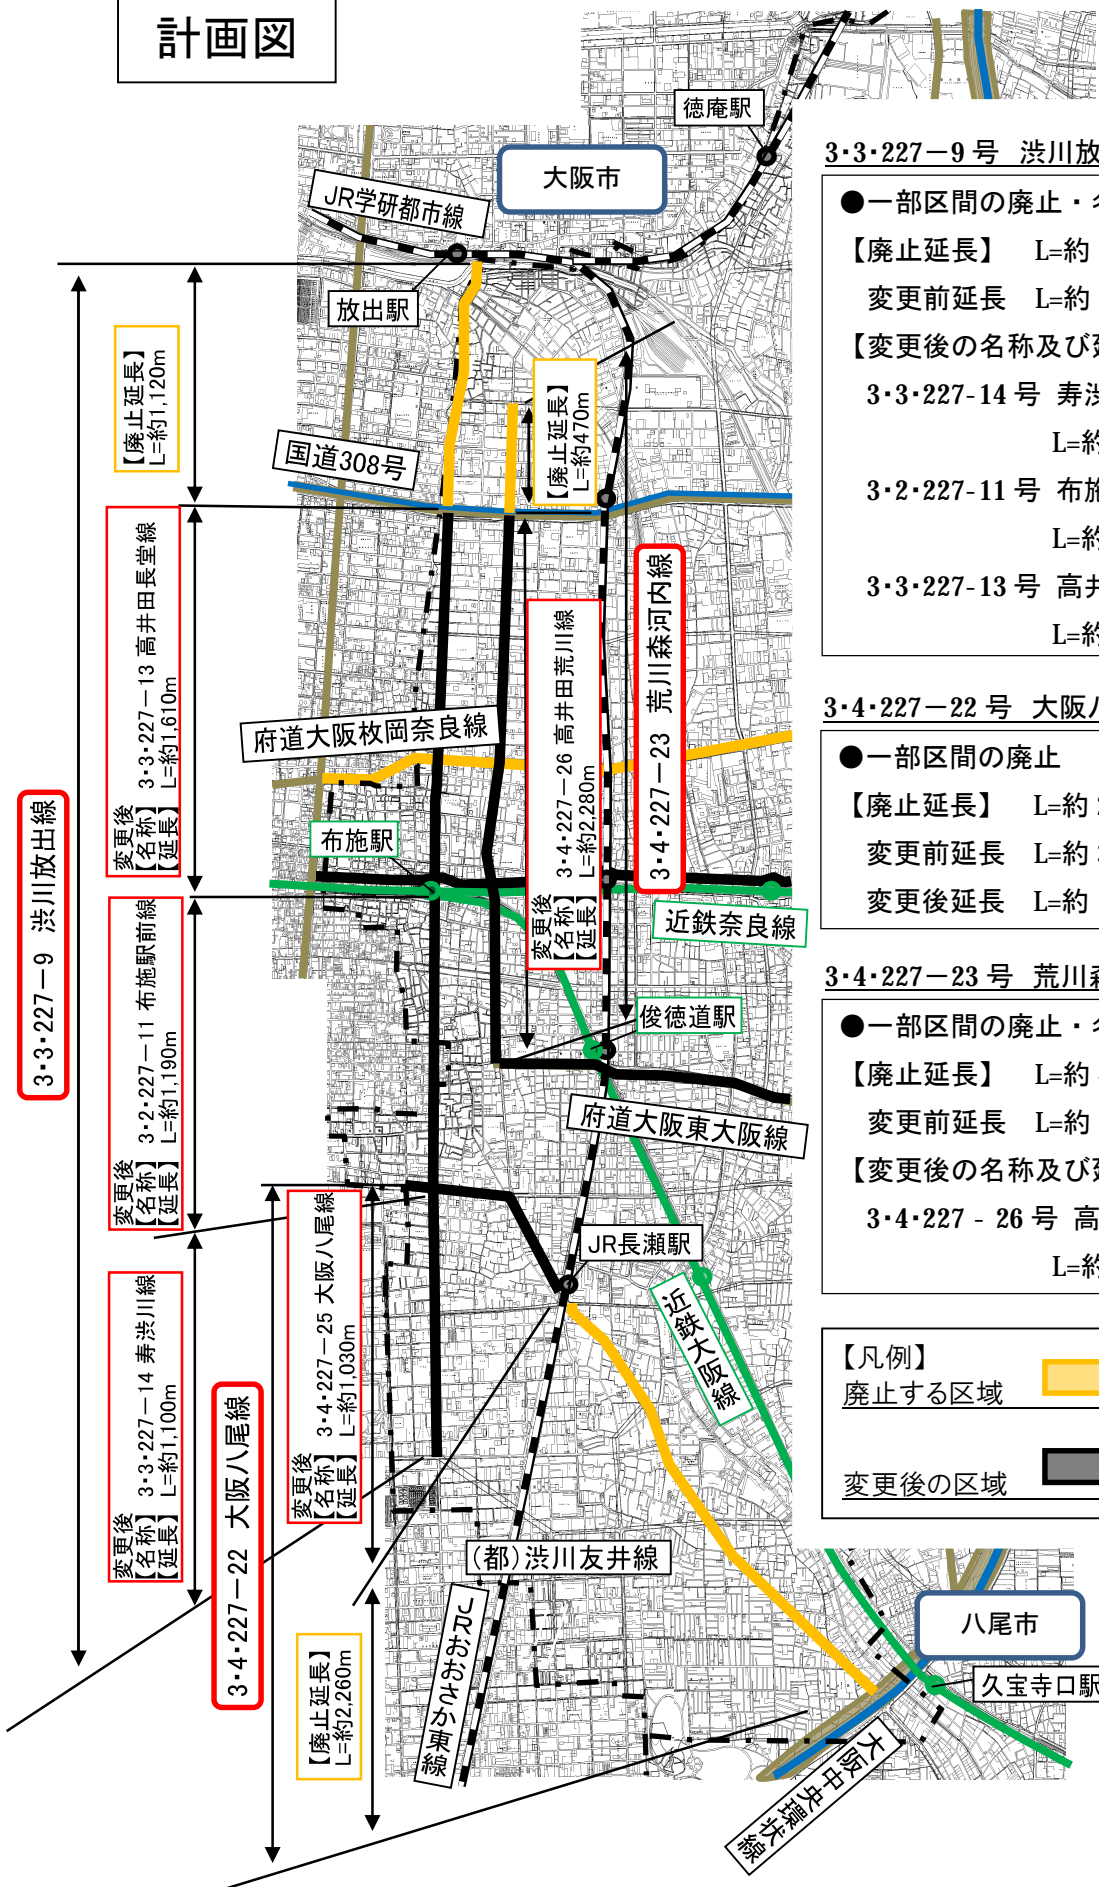 計画図
徳庵駅
大阪市
JR学研都市線
放出駅
【廃止延長】
L=約1,120m
【廃止延長】
L=約470m
国道308号
変更後
【名称】 3・3・227－13 高井田長堂線
【延長】 L=約1,610m
変更後
【名称】 3・4・227－26 高井田荒川線
【延長】 L=約2,280m
3・4・227－23 荒川森河内線
府道大阪枚岡奈良線
布施駅
近鉄奈良線
3・3・227－9 渋川放出線
変更後
【名称】 3・2・227－11 布施駅前線
【延長】 L=約1,190m
俊徳道駅
府道大阪東大阪線
変更後
【名称】 3・4・227－25 大阪八尾線
【延長】 L=約1,030m
JR長瀬駅
近鉄大阪線
変更後
【名称】 3・3・227－14 寿渋川線
【延長】 L=約1,100m
3・4・227－22 大阪八尾線
(都)渋川友井線
【廃止延長】
L=約2,260m
JRおおさか東線
八尾市
久宝寺口駅
大阪中央環状線
3・3・227－9 号 渋川放
●一部区間の廃止・
【廃止延長】 L=約
変更前延長 L=約
【変更後の名称及び
3・3・227-14 号 寿渋
L=約
3・2・227-11 号 布施
L=約
3・3・227-13 号 高井
L=約
3・4・227－22 号 大阪八
●一部区間の廃止
【廃止延長】 L=約
変更前延長 L=約
変更後延長 L=約
3・4・227－23 号 荒川森
●一部区間の廃止・
【廃止延長】 L=約
変更前延長 L=約
【変更後の名称及び
3・4・227 - 26 号 高
L=約
【凡例】
廃止する区域
変更後の区域